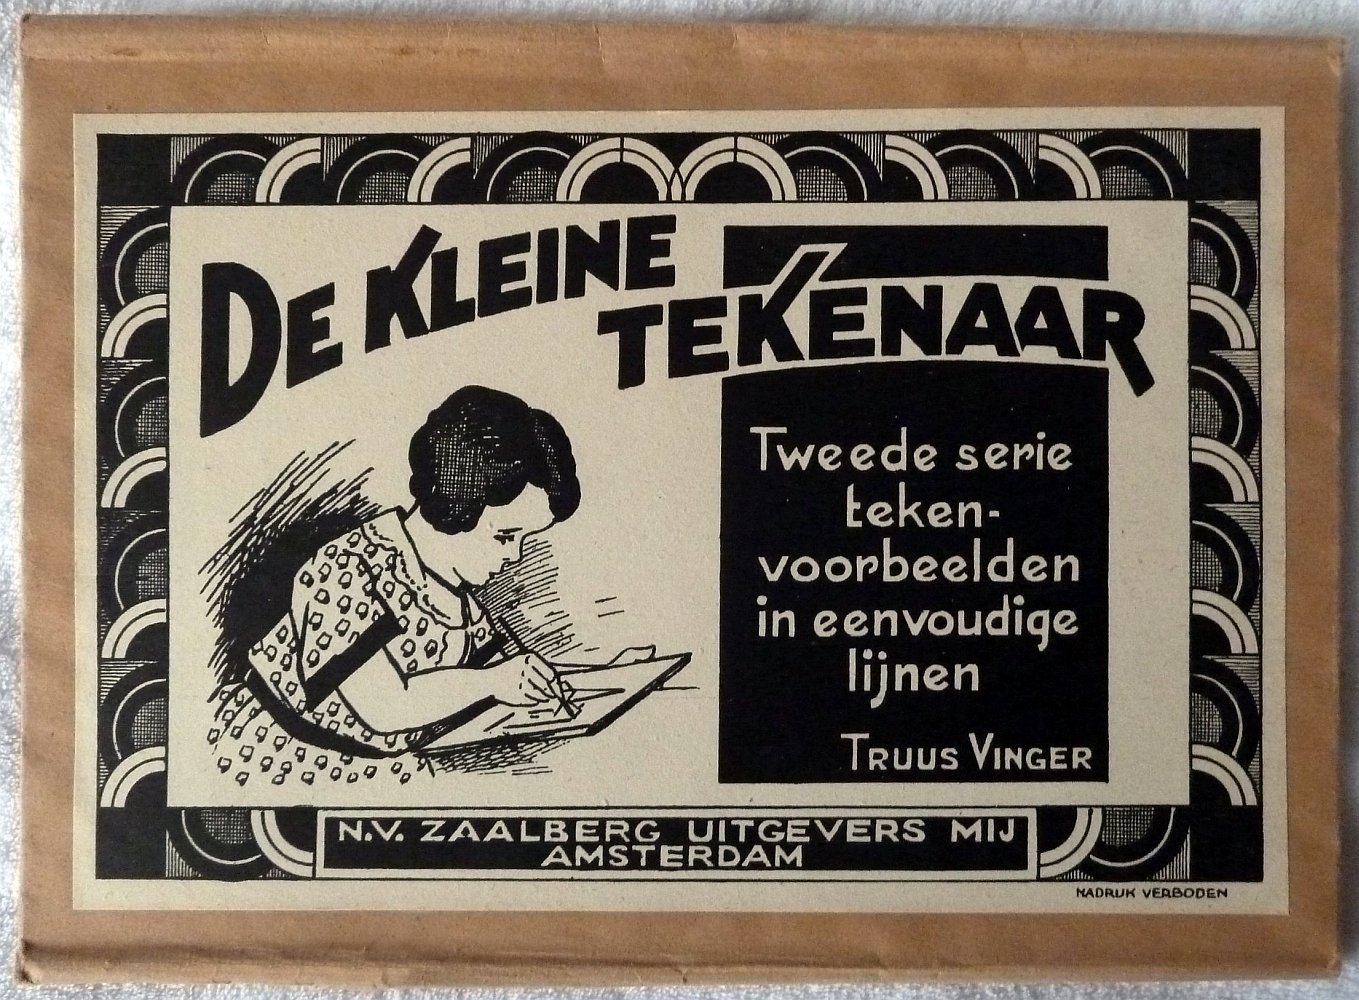 DE KLEINE
TEKENAAR
Tweede serie
teken-
voorbeelden
in eenvoudige
lijnen
TRUUS VINGER
N.V. ZAALBERG UITGEVERS MIJ
AMSTERDAM
NADRUK VERBODEN